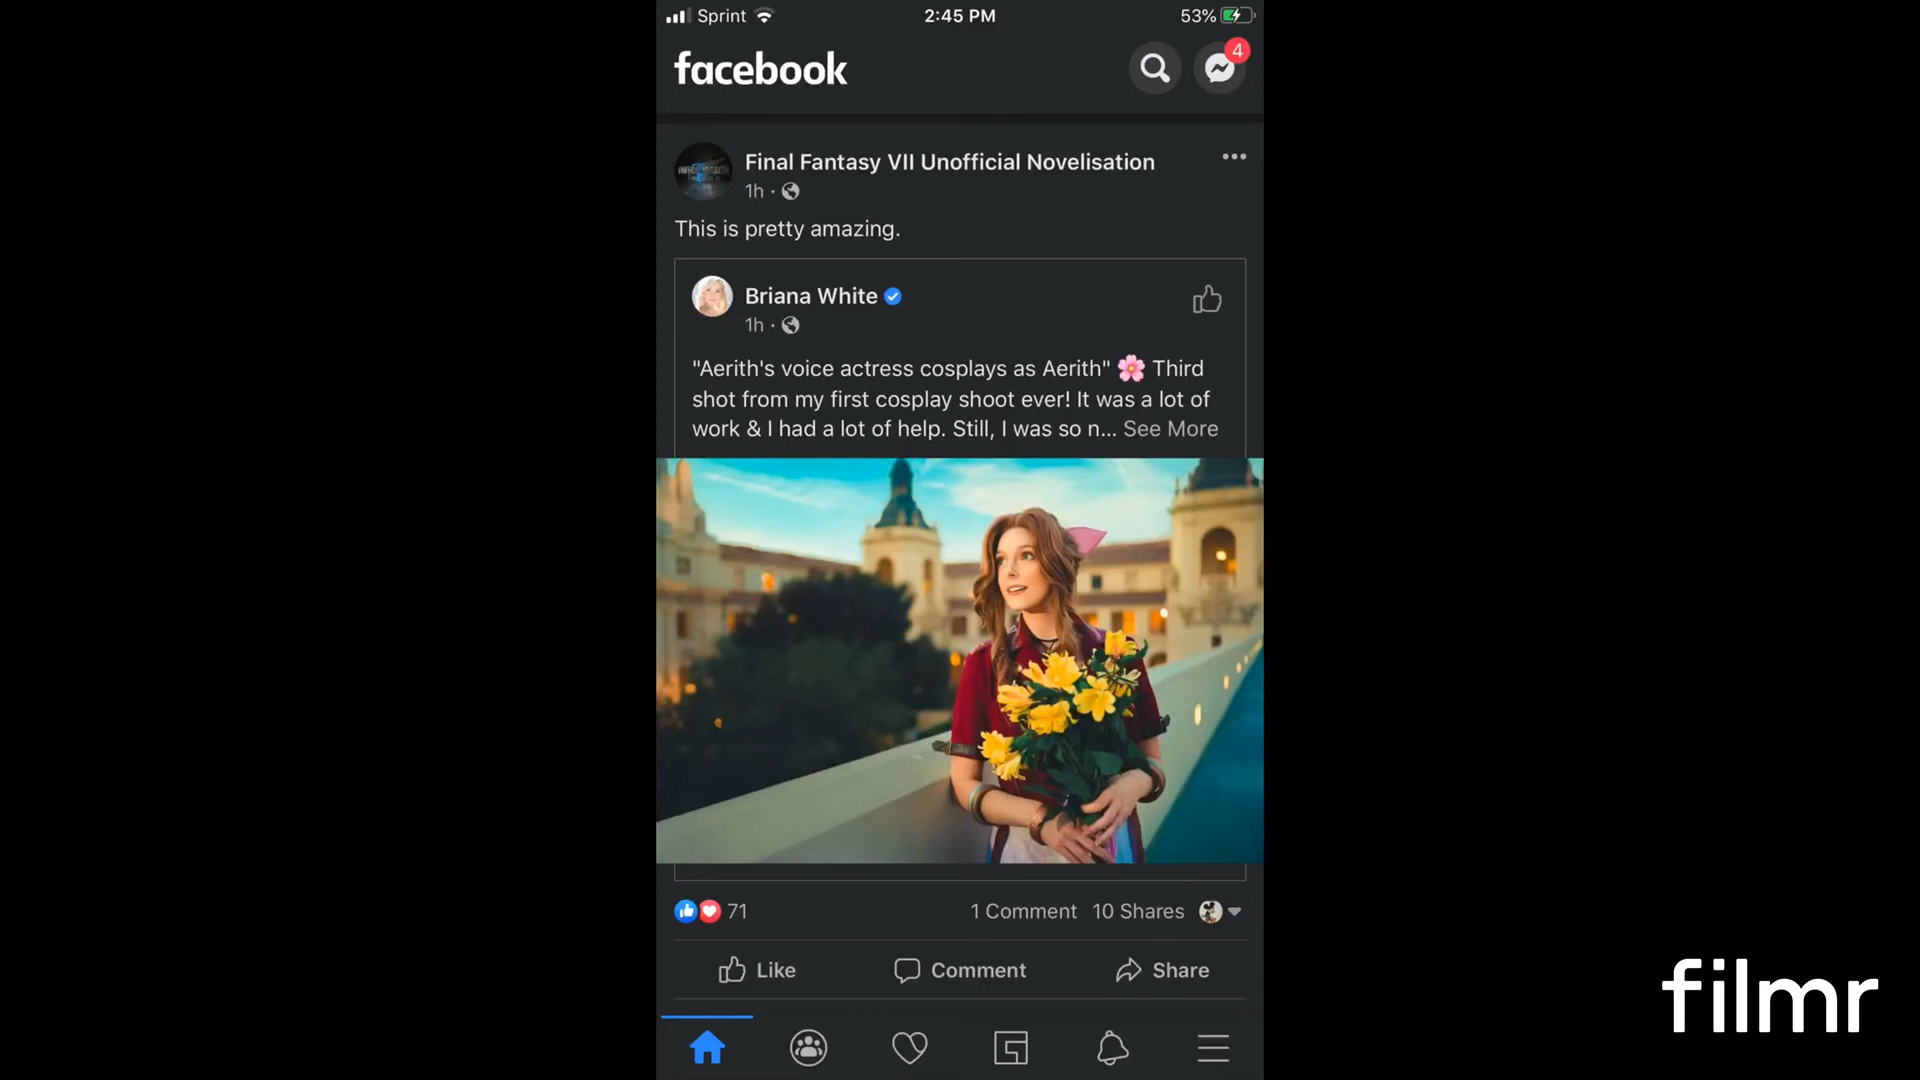 Sprint 2:45 PM 53%
facebook
4
Final Fantasy VII Unofficial Novelisation
1h ·
This is pretty amazing.
Briana White
1h ·
"Aerith's voice actress cosplays as Aerith" 🌸 Third
shot from my first cosplay shoot ever! It was a lot of
work & I had a lot of help. Still, I was so n... See More
71 1 Comment 10 Shares
Like Comment Share
filmr